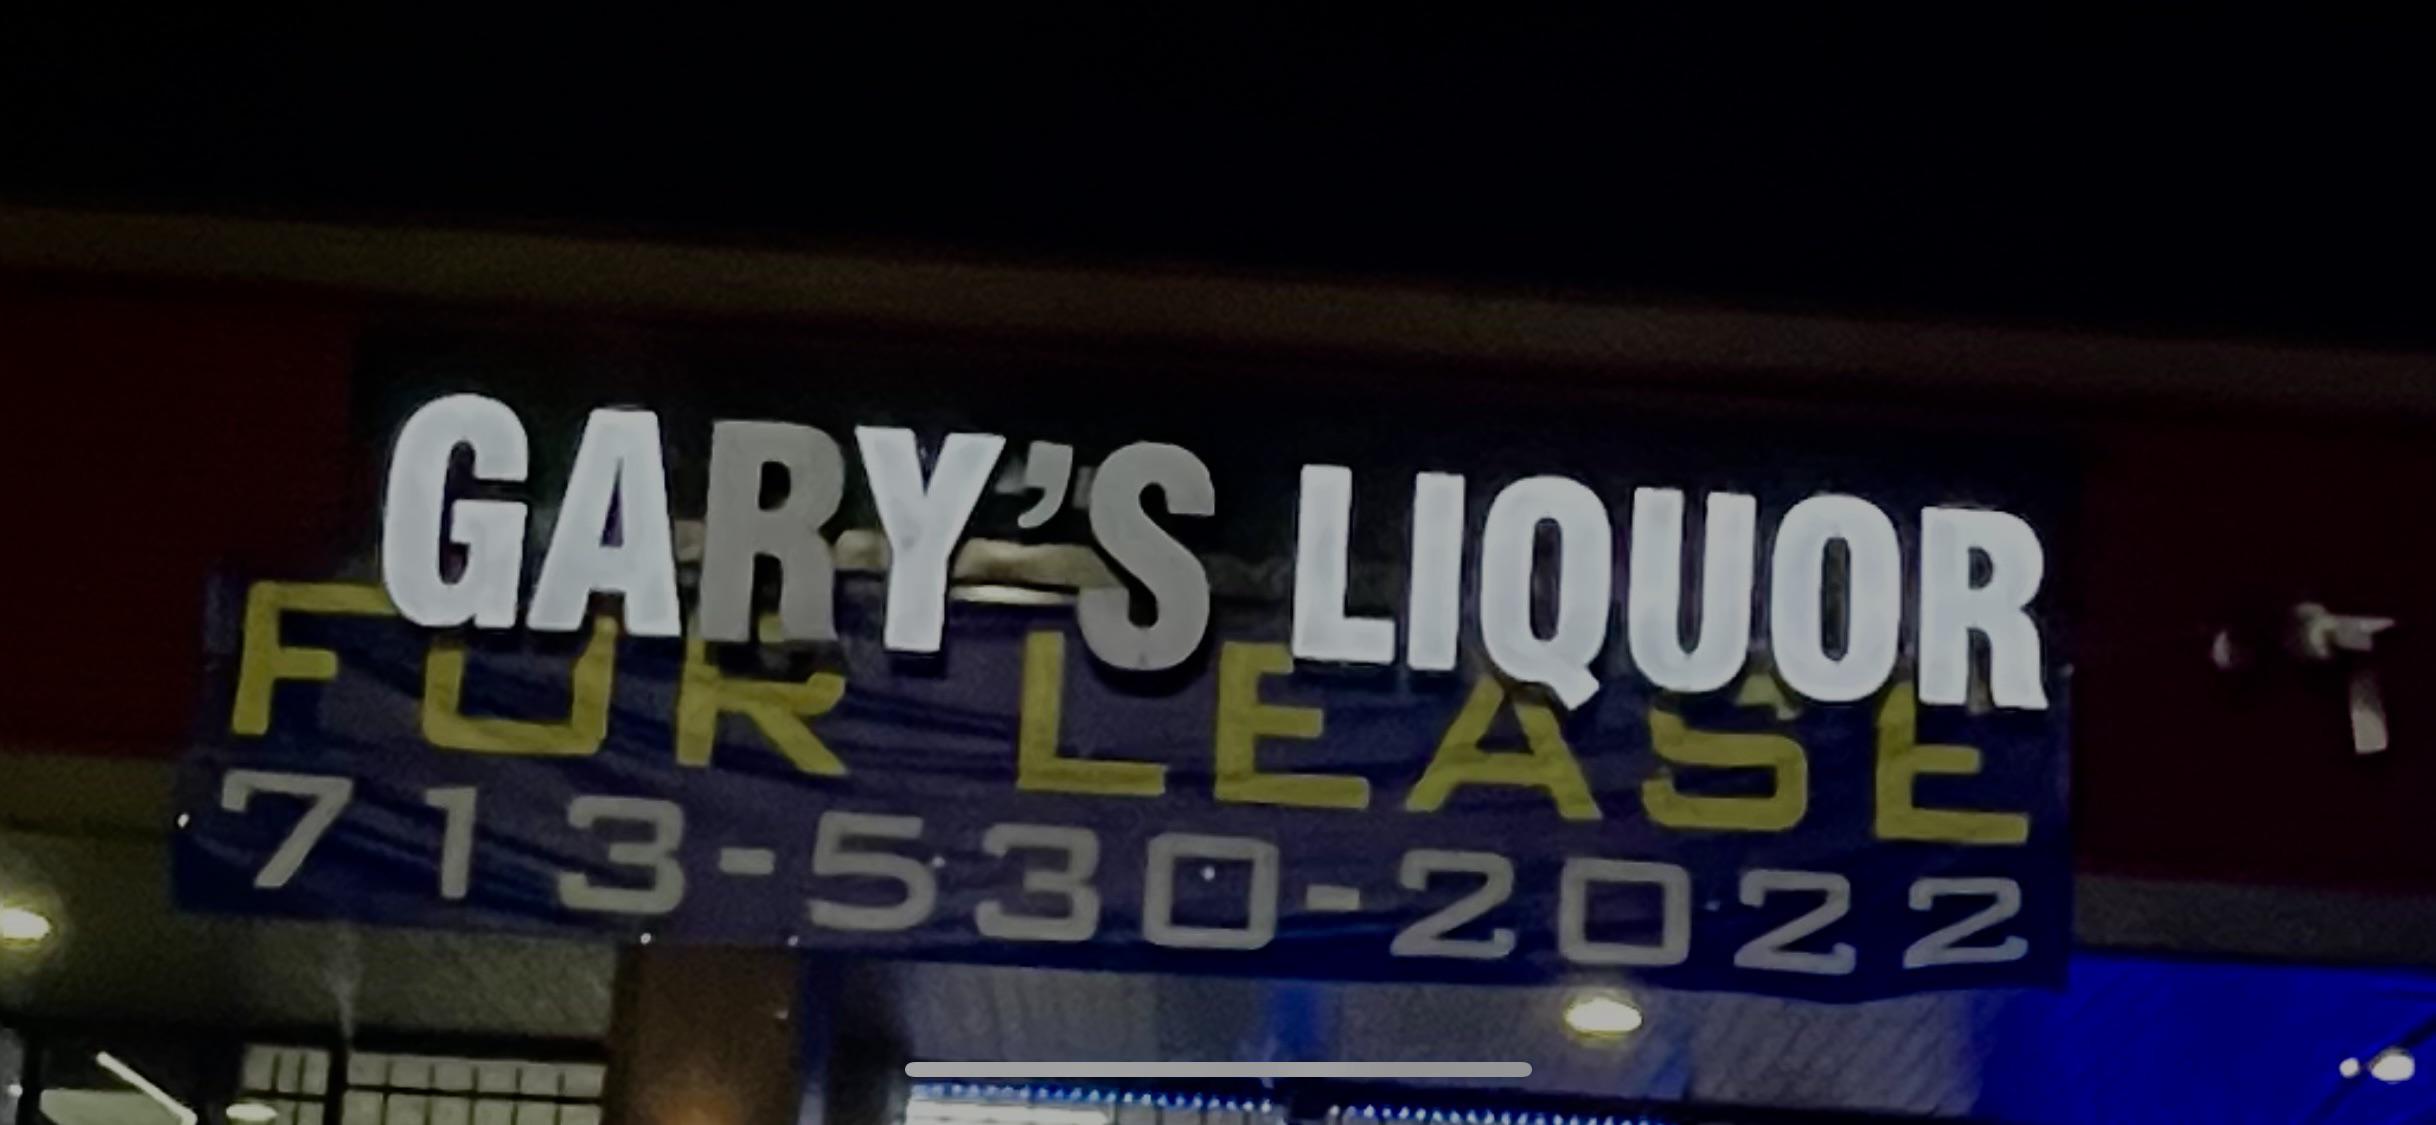 GARY'S LIQUOR
FOR LEASE
713-530-2022